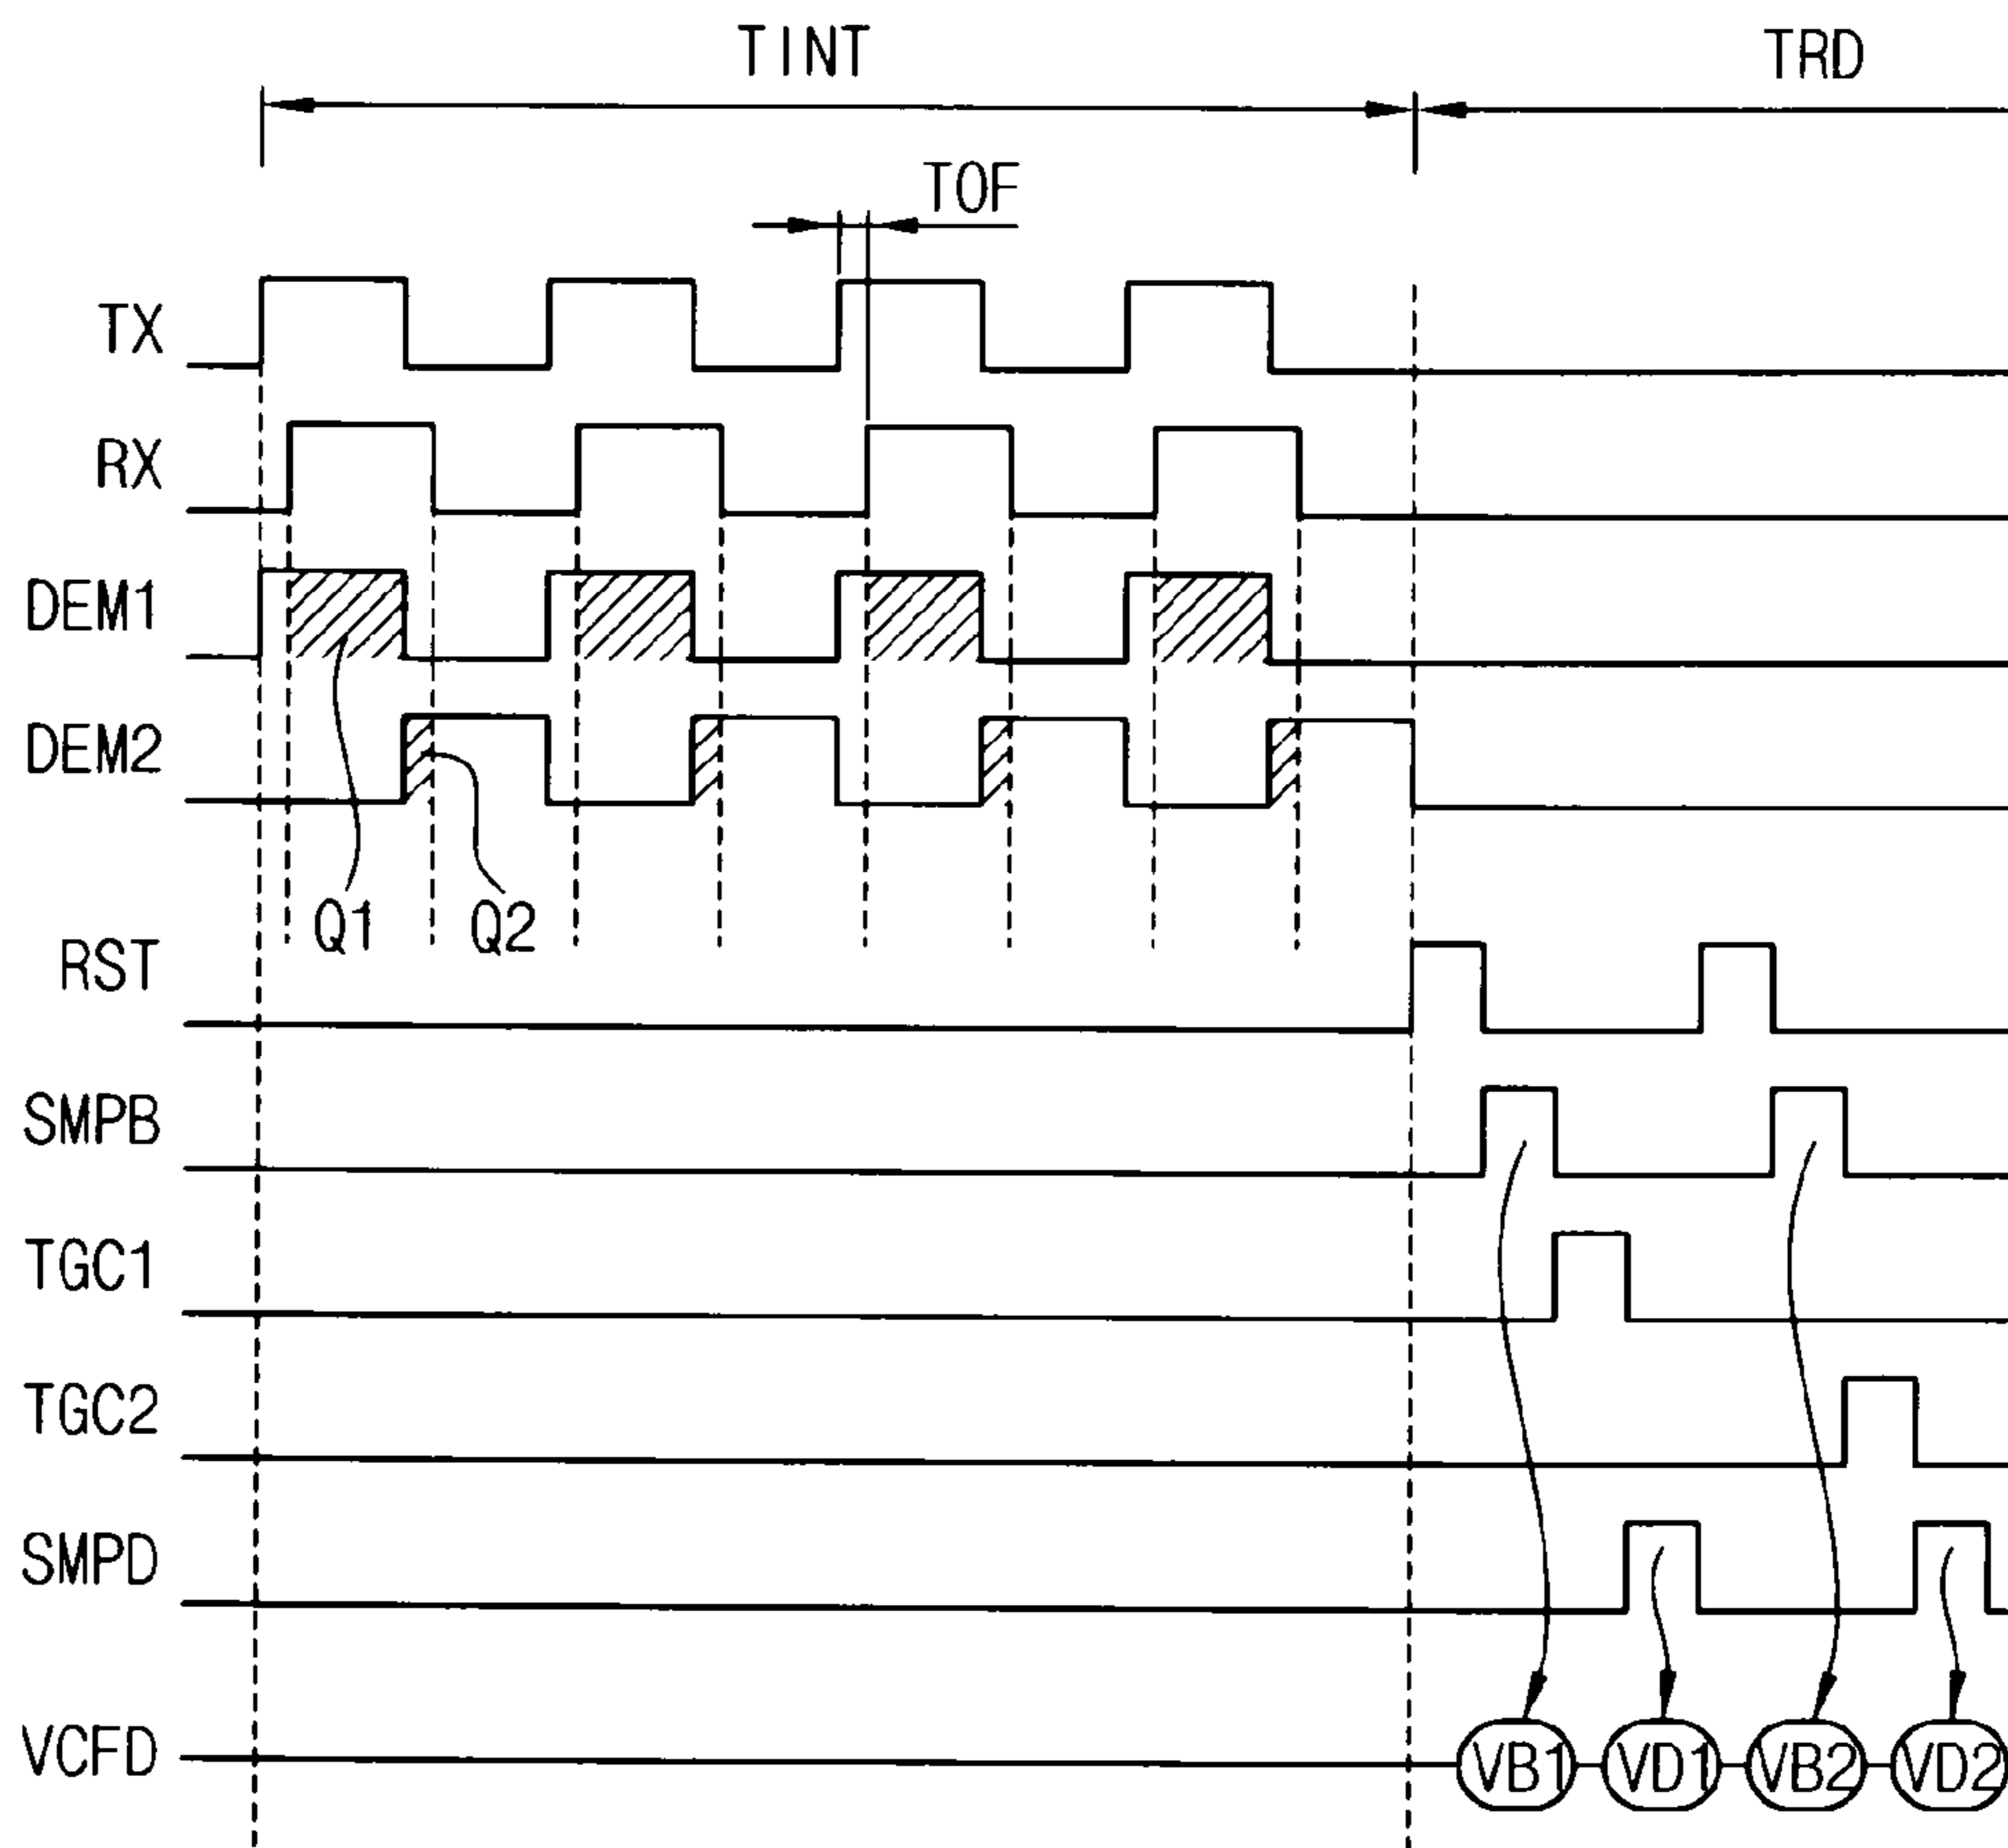 TINT TRD
TOF
TX
RX
DEM1
DEM2
Q1 Q2
RST
SMPB
TGC1
TGC2
SMPD
VCFD VB1 VD1 VB2 VD2